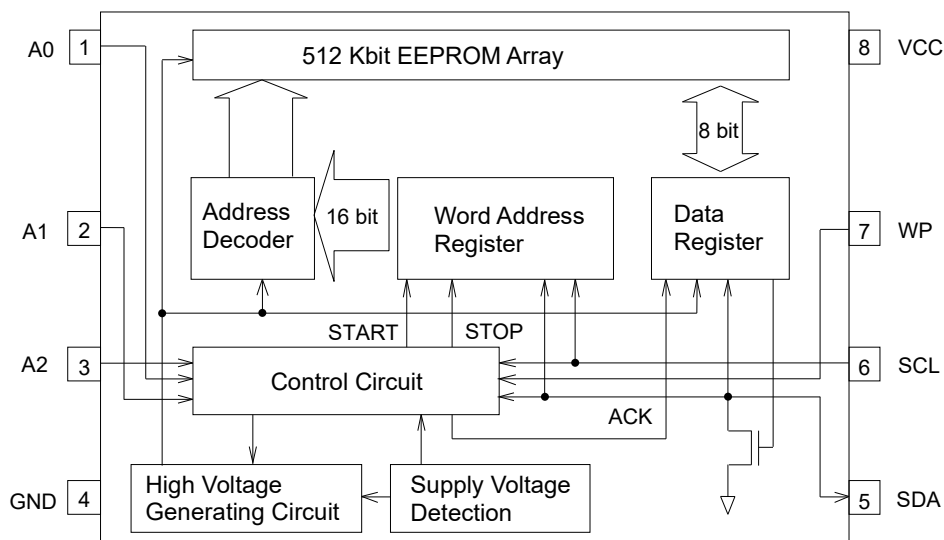 A0
1
512 Kbit EEPROM Array
8
VCC
8 bit
A1
2
Address
Decoder
16 bit
Word Address
Register
Data
Register
7
WP
START
STOP
A2
3
Control Circuit
6
SCL
ACK
GND
4
High Voltage
Generating Circuit
Supply Voltage
Detection
5
SDA